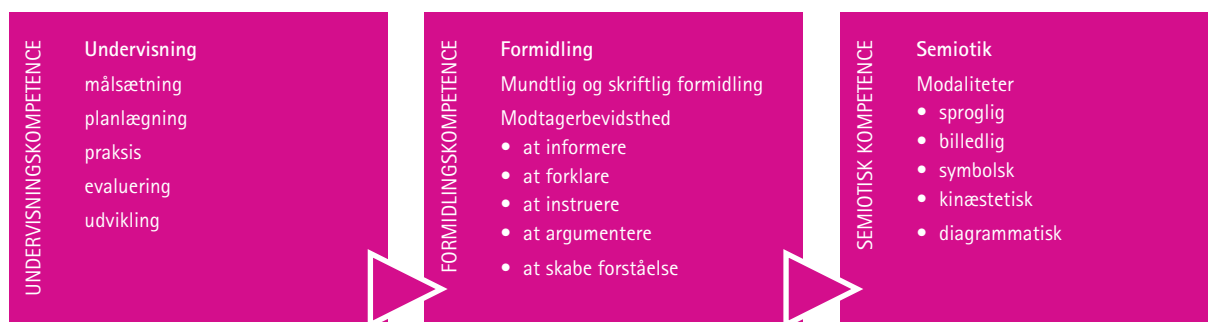 UNDERVISNINGSKOMPETENCE
Undervisning
målsætning
planlægning
praksis
evaluering
udvikling
FORMIDLINGSKOMPETENCE
Formidling
Mundtlig og skriftlig formidling
Modtagerbevidsthed
• at informere
• at forklare
• at instruere
• at argumentere
• at skabe forståelse
SEMIOTISK KOMPETENCE
Semiotik
Modaliteter
• sproglig
• billedlig
• symbolsk
• kinæstetisk
• diagrammatisk